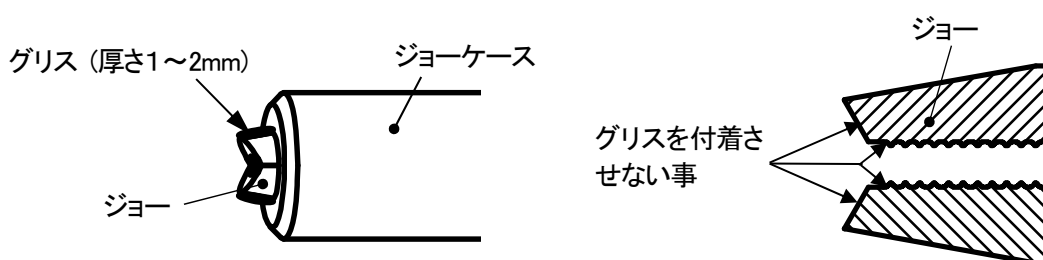 グリス（厚さ1～2mm）
ジョーケース
ジョー
ジョー
グリスを付着さ
せない事